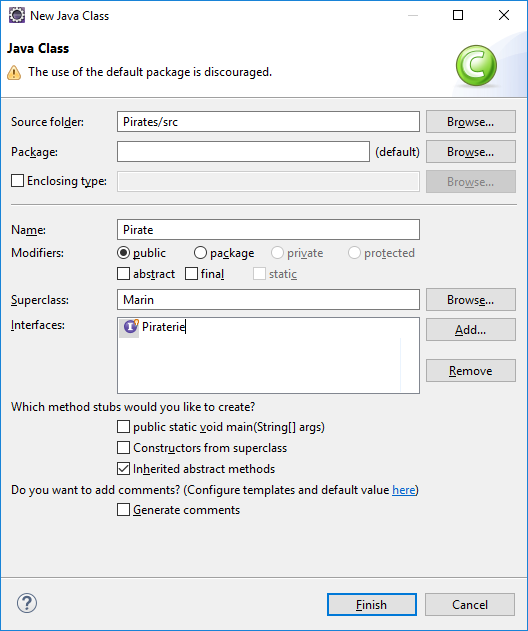 New Java Class
Java Class
The use of the default package is discouraged.
Source folder: Pirates/src Browse...
Package: (default) Browse...
Enclosing type: Browse...
Name: Pirate
Modifiers: public package private protected
abstract final static
Superclass: Marin Browse...
Interfaces: Piraterie Add...
Remove
Which method stubs would you like to create?
public static void main(String[] args)
Constructors from superclass
Inherited abstract methods
Do you want to add comments? (Configure templates and default value here)
Generate comments
? Finish Cancel